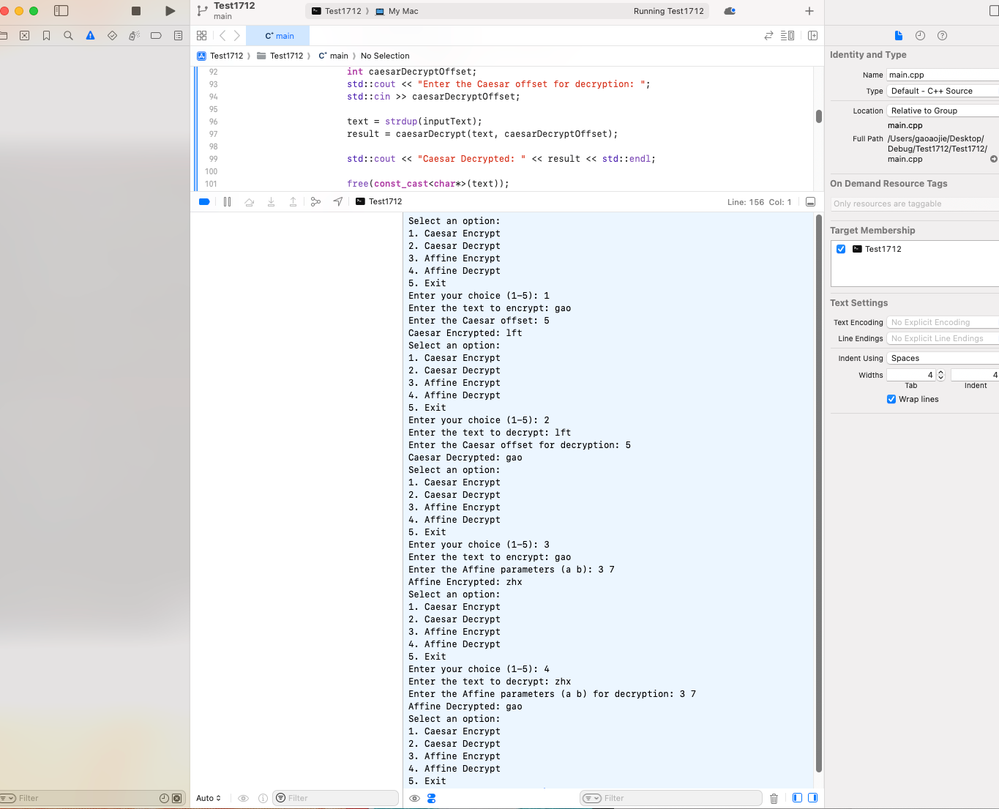 Test1712
main
Test1712 〉 My Mac
Running Test1712
C⁺ main
Test1712 〉 Test1712 〉 C⁺ main 〉 No Selection
92 int caesarDecryptOffset;
93 std::cout << "Enter the Caesar offset for decryption: ";
94 std::cin >> caesarDecryptOffset;
95
96 text = strdup(inputText);
97 result = caesarDecrypt(text, caesarDecryptOffset);
98
99 std::cout << "Caesar Decrypted: " << result << std::endl;
100
101 free(const_cast<char*>(text));
Test1712
Line: 156 Col: 1
Select an option:
1. Caesar Encrypt
2. Caesar Decrypt
3. Affine Encrypt
4. Affine Decrypt
5. Exit
Enter your choice (1-5): 1
Enter the text to encrypt: gao
Enter the Caesar offset: 5
Caesar Encrypted: lft
Select an option:
1. Caesar Encrypt
2. Caesar Decrypt
3. Affine Encrypt
4. Affine Decrypt
5. Exit
Enter your choice (1-5): 2
Enter the text to decrypt: lft
Enter the Caesar offset for decryption: 5
Caesar Decrypted: gao
Select an option:
1. Caesar Encrypt
2. Caesar Decrypt
3. Affine Encrypt
4. Affine Decrypt
5. Exit
Enter your choice (1-5): 3
Enter the text to encrypt: gao
Enter the Affine parameters (a b): 3 7
Affine Encrypted: zhx
Select an option:
1. Caesar Encrypt
2. Caesar Decrypt
3. Affine Encrypt
4. Affine Decrypt
5. Exit
Enter your choice (1-5): 4
Enter the text to decrypt: zhx
Enter the Affine parameters (a b) for decryption: 3 7
Affine Decrypted: gao
Select an option:
1. Caesar Encrypt
2. Caesar Decrypt
3. Affine Encrypt
4. Affine Decrypt
5. Exit
Filter
Auto
Filter
Filter
Identity and Type
Name main.cpp
Type Default - C++ Source
Location Relative to Group
main.cpp
Full Path /Users/gaoaojie/Desktop/
Debug/Test1712/Test1712/
main.cpp
On Demand Resource Tags
Only resources are taggable
Target Membership
Test1712
Text Settings
Text Encoding No Explicit Encoding
Line Endings No Explicit Line Endings
Indent Using Spaces
Widths 4 4
Tab Indent
Wrap lines